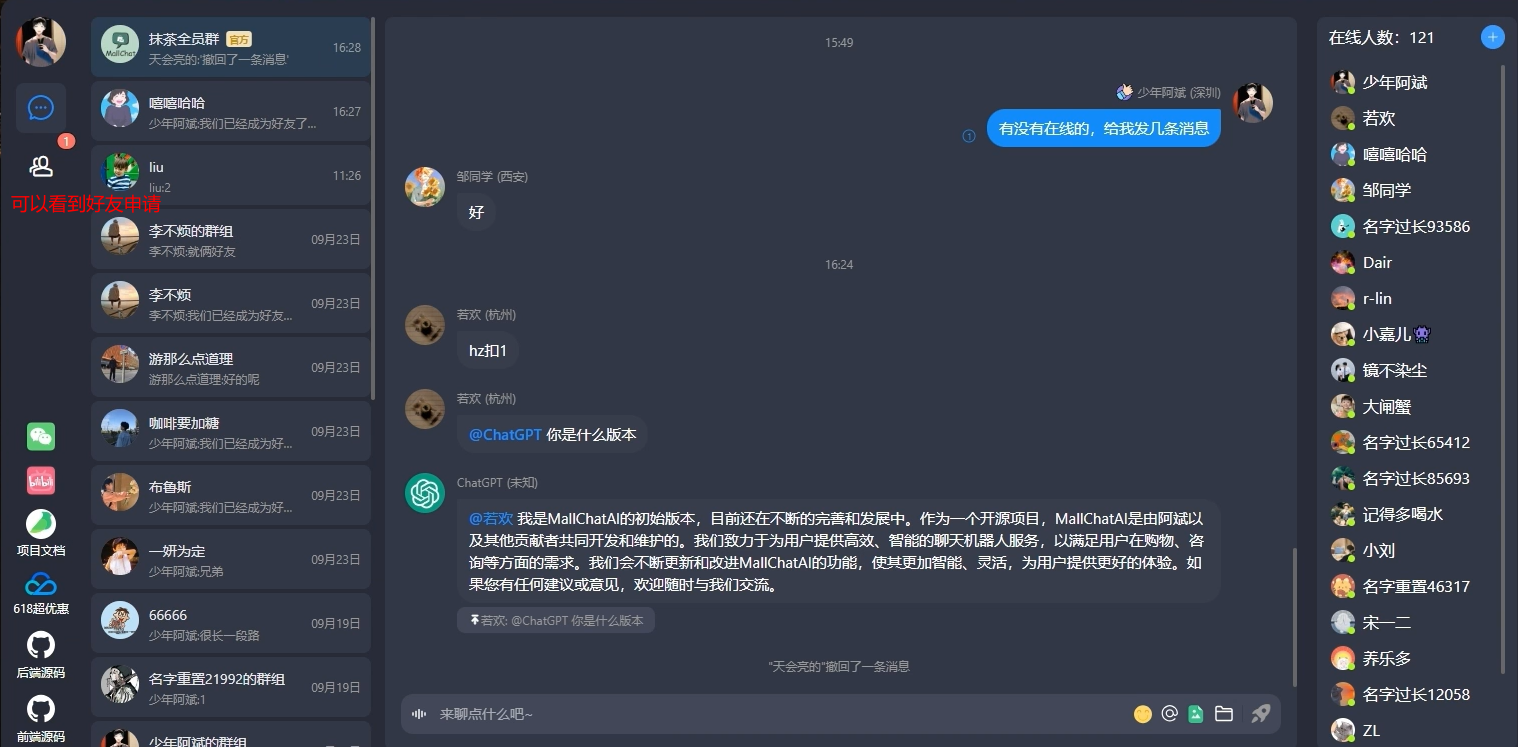 1
可以看到好友申请
项目文档
618超优惠
后端源码
前端源码
MallChat
抹茶全员群 官方
16:28
天会亮的:'撤回了一条消息'
嘻嘻哈哈
16:27
少年阿斌:我们已经成为好友了...
liu
11:26
liu:2
李不烦的群组
09月23日
李不烦:就俩好友
李不烦
09月23日
李不烦:我们已经成为好友...
游那么点道理
09月23日
游那么点道理:好的呢
咖啡要加糖
09月23日
少年阿斌:我们已经成为好...
布鲁斯
09月23日
少年阿斌:我们已经成为好...
一妍为定
09月23日
少年阿斌:兄弟
66666
09月19日
少年阿斌:很长一段路
名字重置21992的群组
09月19日
少年阿斌:1
少年阿斌的群组
15:49
少年阿斌 (深圳)
1
有没有在线的，给我发几条消息
邹同学 (西安)
好
16:24
若欢 (杭州)
hz扣1
若欢 (杭州)
@ChatGPT 你是什么版本
ChatGPT (未知)
@若欢 我是MallChatAI的初始版本，目前还在不断的完善和发展中。作为一个开源项目，MallChatAI是由阿斌以
及其他贡献者共同开发和维护的。我们致力于为用户提供高效、智能的聊天机器人服务，以满足用户在购物、咨
询等方面的需求。我们会不断更新和改进MallChatAI的功能，使其更加智能、灵活，为用户提供更好的体验。如
果您有任何建议或意见，欢迎随时与我们交流。
若欢: @ChatGPT 你是什么版本
"天会亮的"撤回了一条消息
来聊点什么吧~
在线人数：121
少年阿斌
若欢
嘻嘻哈哈
邹同学
名字过长93586
Dair
r-lin
小嘉儿
镜不染尘
大闸蟹
名字过长65412
名字过长85693
记得多喝水
小刘
名字重置46317
宋一二
养乐多
名字过长12058
ZL